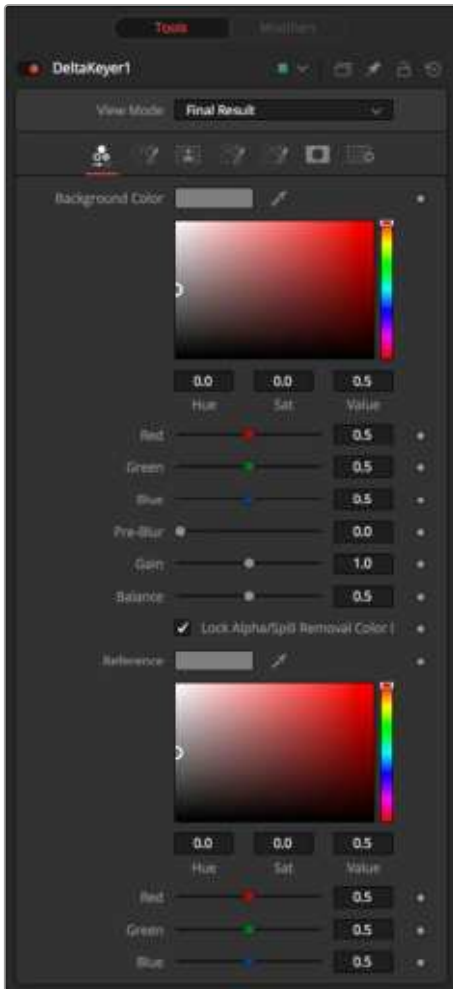 Tools Modifiers
DeltaKeyer1
View Mode Final Result
Background Color
0.0 0.0 0.5
Hue Sat Value
Red 0.5
Green 0.5
Blue 0.5
Pre-Blur 0.0
Gain 1.0
Balance 0.5
Lock Alpha/Spill Removal Color (
Reference
0.0 0.0 0.5
Hue Sat Value
Red 0.5
Green 0.5
Blue 0.5